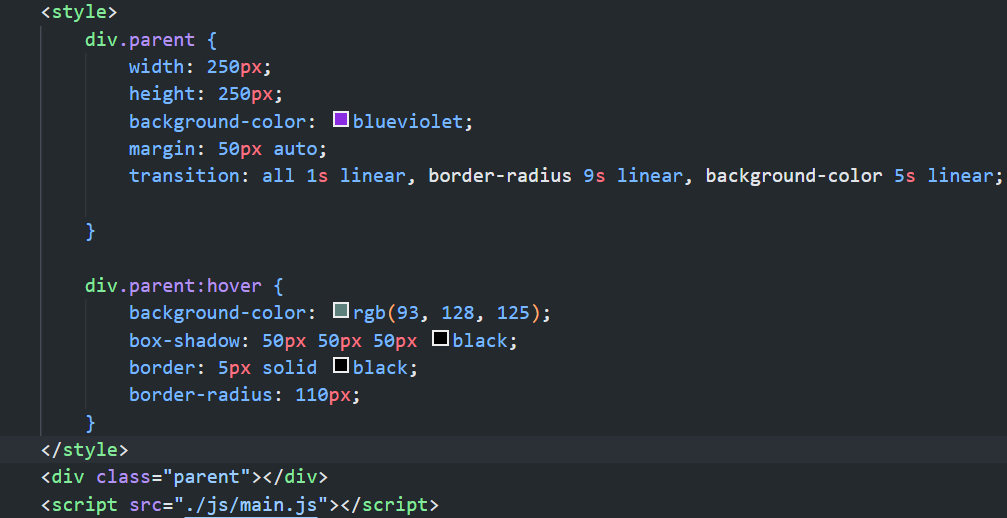 <style>
div.parent {
width: 250px;
height: 250px;
background-color: blueviolet;
margin: 50px auto;
transition: all 1s linear, border-radius 9s linear, background-color 5s linear;
}
div.parent:hover {
background-color: rgb(93, 128, 125);
box-shadow: 50px 50px 50px black;
border: 5px solid black;
border-radius: 110px;
}
</style>
<div class="parent"></div>
<script src="./js/main.js"></script>